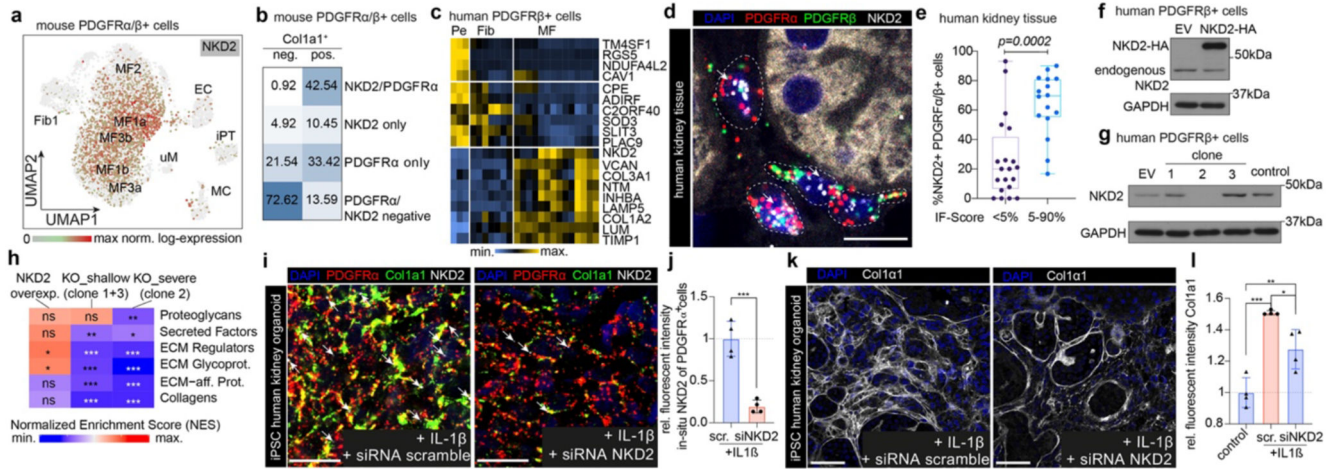 a mouse PDGFRα/β+ cells
NKD2
MF2
Fib1
EC
MF1a
MF3b
iPT
MF1b
uM
MF3a
MC
UMAP2
UMAP1
0 max norm. log-expression
b mouse PDGFRα/β+ cells
Col1a1⁺
neg. pos.
0.92 42.54 NKD2/PDGFRα
4.92 10.45 NKD2 only
21.54 33.42 PDGFRα only
72.62 13.59 PDGFRα/
NKD2 negative
c human PDGFRβ+ cells
Pe Fib MF
TM4SF1
RGS5
NDUFA4L2
CAV1
CPE
ADIRF
C2ORF40
SOD3
SLIT3
PLAC9
NKD2
VCAN
COL3A1
NTM
INHBA
LAMP5
COL1A2
LUM
TIMP1
min. max.
d DAPI PDGFRα PDGFRβ NKD2
human kidney tissue
e human kidney tissue
p=0.0002
%NKD2+ PDGRFα/β+ cells
100
80
60
40
20
0
IF-Score <5% 5-90%
f human PDGFRβ+ cells
EV NKD2-HA
NKD2-HA
50kDa
endogenous
NKD2
37kDa
GAPDH
g human PDGFRβ+ cells
clone
EV 1 2 3 control
50kDa
NKD2
37kDa
GAPDH
h NKD2 KO_shallow KO_severe
overexp. (clone 1+3) (clone 2)
ns ns ** Proteoglycans
ns ** * Secreted Factors
* *** *** ECM Regulators
* *** *** ECM Glycoprot.
ns *** *** ECM-aff. Prot.
ns *** *** Collagens
Normalized Enrichment Score (NES)
min. max.
i DAPI PDGFRα Col1a1 NKD2
DAPI PDGFRα Col1a1 NKD2
iPSC human kidney organoid
+ IL-1β
+ siRNA scramble
+ IL-1β
+ siRNA NKD2
j
rel. fluorescent intensity
in-situ NKD2 of PDGFRα⁺cells
***
1.5
1.0
0.5
0.0
scr. siNKD2
+IL1ß
k DAPI Col1α1
DAPI Col1α1
iPSC human kidney organoid
+ IL-1β
+ siRNA scramble
+ IL-1β
+ siRNA NKD2
l
rel. fluorescent intensity Col1a1
**
*** *
1.6
1.4
1.2
1.0
0.8
control scr. siNKD2
+IL1ß